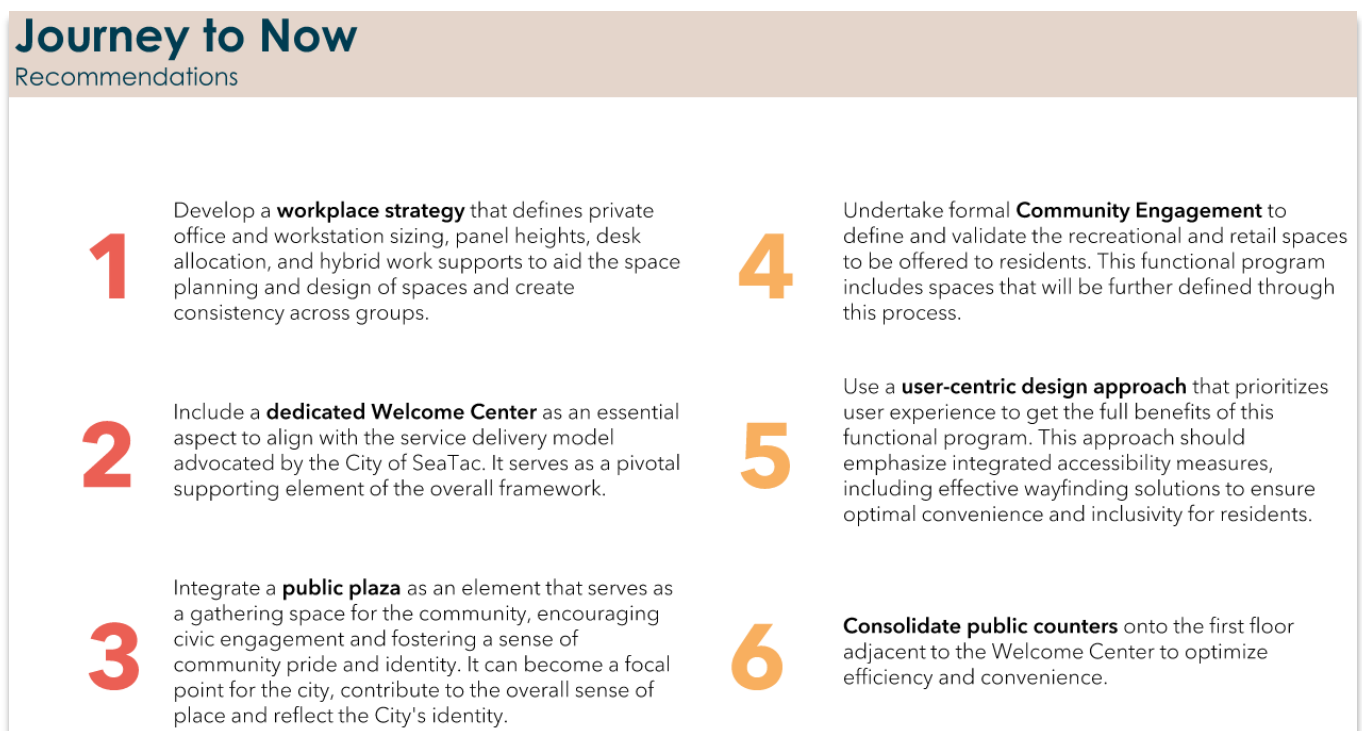 Journey to Now
Recommendations
1
Develop a workplace strategy that defines private
office and workstation sizing, panel heights, desk
allocation, and hybrid work supports to aid the space
planning and design of spaces and create
consistency across groups.
2
Include a dedicated Welcome Center as an essential
aspect to align with the service delivery model
advocated by the City of SeaTac. It serves as a pivotal
supporting element of the overall framework.
3
Integrate a public plaza as an element that serves as
a gathering space for the community, encouraging
civic engagement and fostering a sense of
community pride and identity. It can become a focal
point for the city, contribute to the overall sense of
place and reflect the City's identity.
4
Undertake formal Community Engagement to
define and validate the recreational and retail spaces
to be offered to residents. This functional program
includes spaces that will be further defined through
this process.
5
Use a user-centric design approach that prioritizes
user experience to get the full benefits of this
functional program. This approach should
emphasize integrated accessibility measures,
including effective wayfinding solutions to ensure
optimal convenience and inclusivity for residents.
6
Consolidate public counters onto the first floor
adjacent to the Welcome Center to optimize
efficiency and convenience.